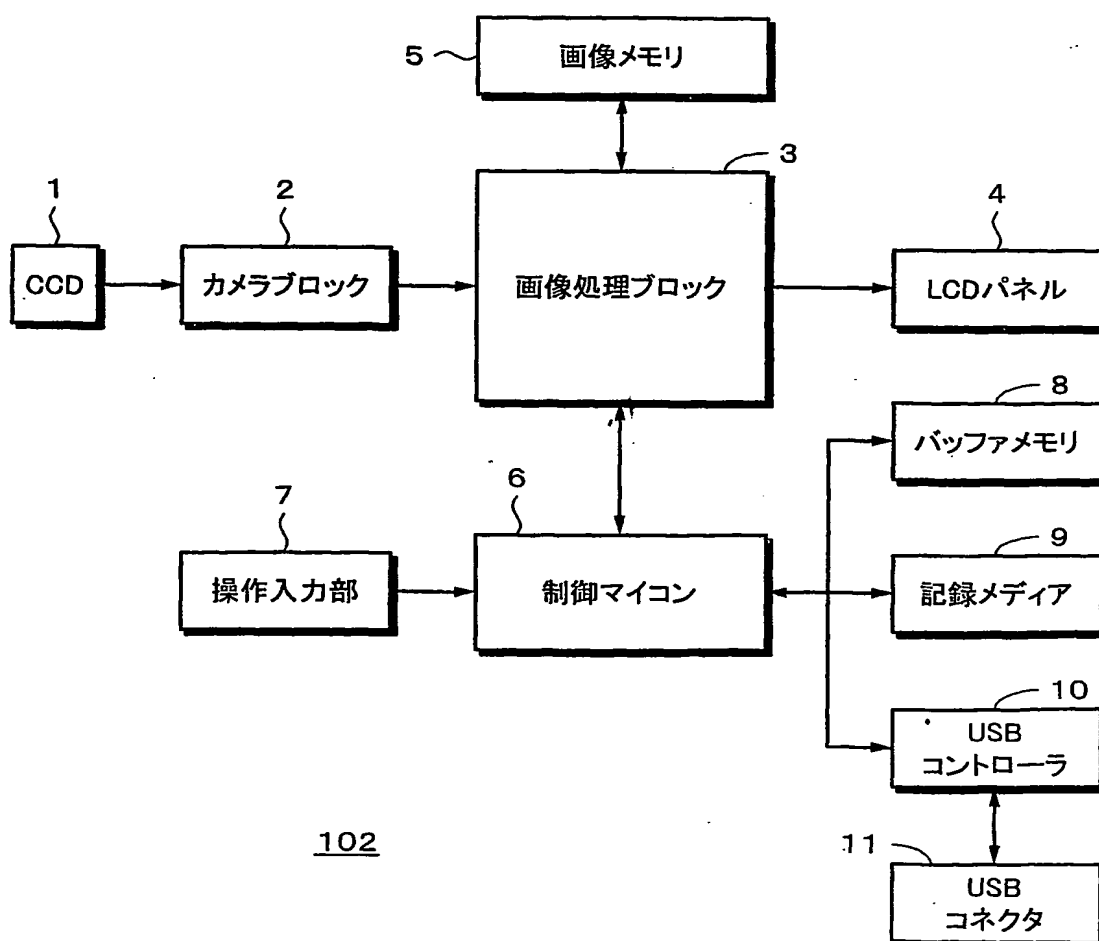 5
画像メモリ
3
1
2
4
CCD
カメラブロック
画像処理ブロック
LCDパネル
8
バッファメモリ
7
6
9
操作入力部
制御マイコン
記録メディア
10
USB
コントローラ
102
11
USB
コネクタ